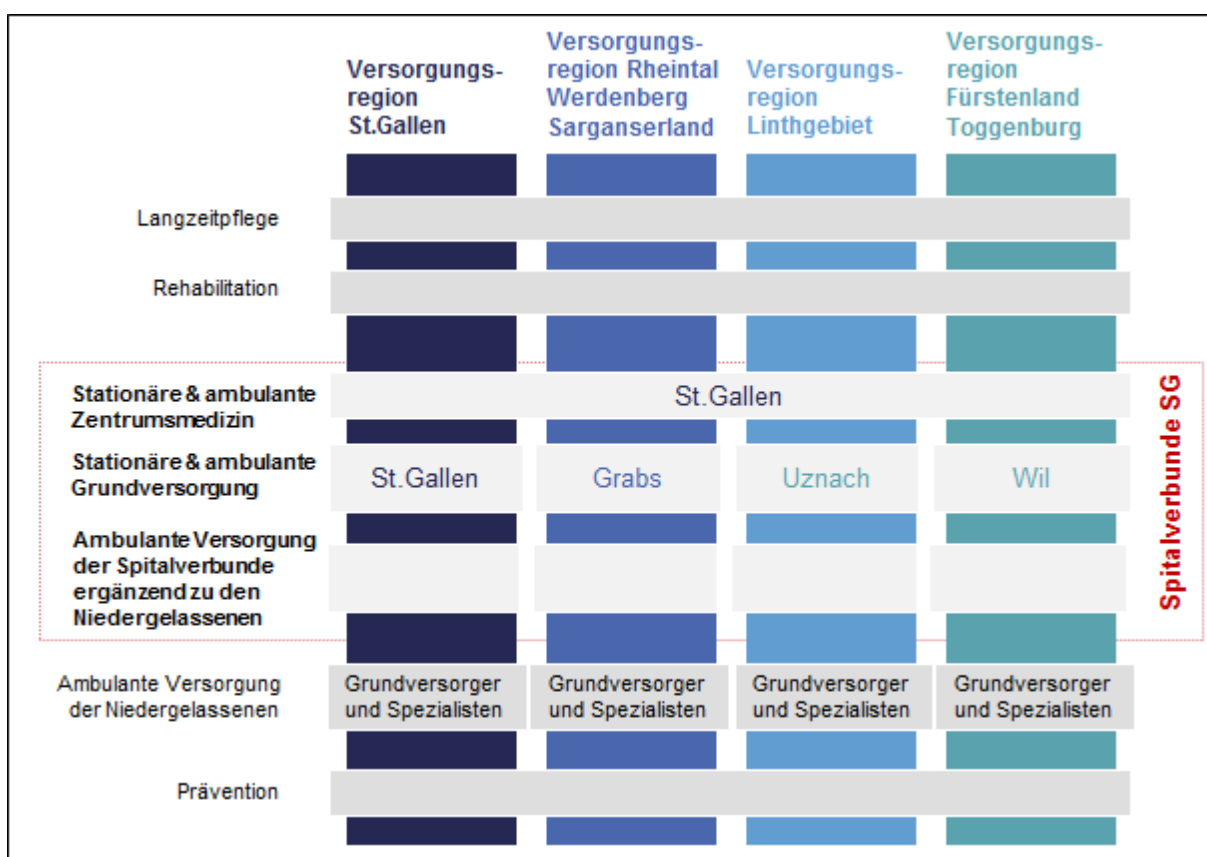 Versorgungs-
region
St.Gallen
Versorgungs-
region Rheintal
Werdenberg
Sarganserland
Versorgungs-
region
Linthgebiet
Versorgungs-
region
Fürstenland
Toggenburg
Langzeitpflege
Rehabilitation
Stationäre & ambulante
Zentrumsmedizin
St.Gallen
Stationäre & ambulante
Grundversorgung
St.Gallen
Grabs
Uznach
Wil
Ambulante Versorgung
der Spitalverbunde
ergänzend zu den
Niedergelassenen
Spitalverbunde SG
Ambulante Versorgung
der Niedergelassenen
Grundversorger
und Spezialisten
Grundversorger
und Spezialisten
Grundversorger
und Spezialisten
Grundversorger
und Spezialisten
Prävention